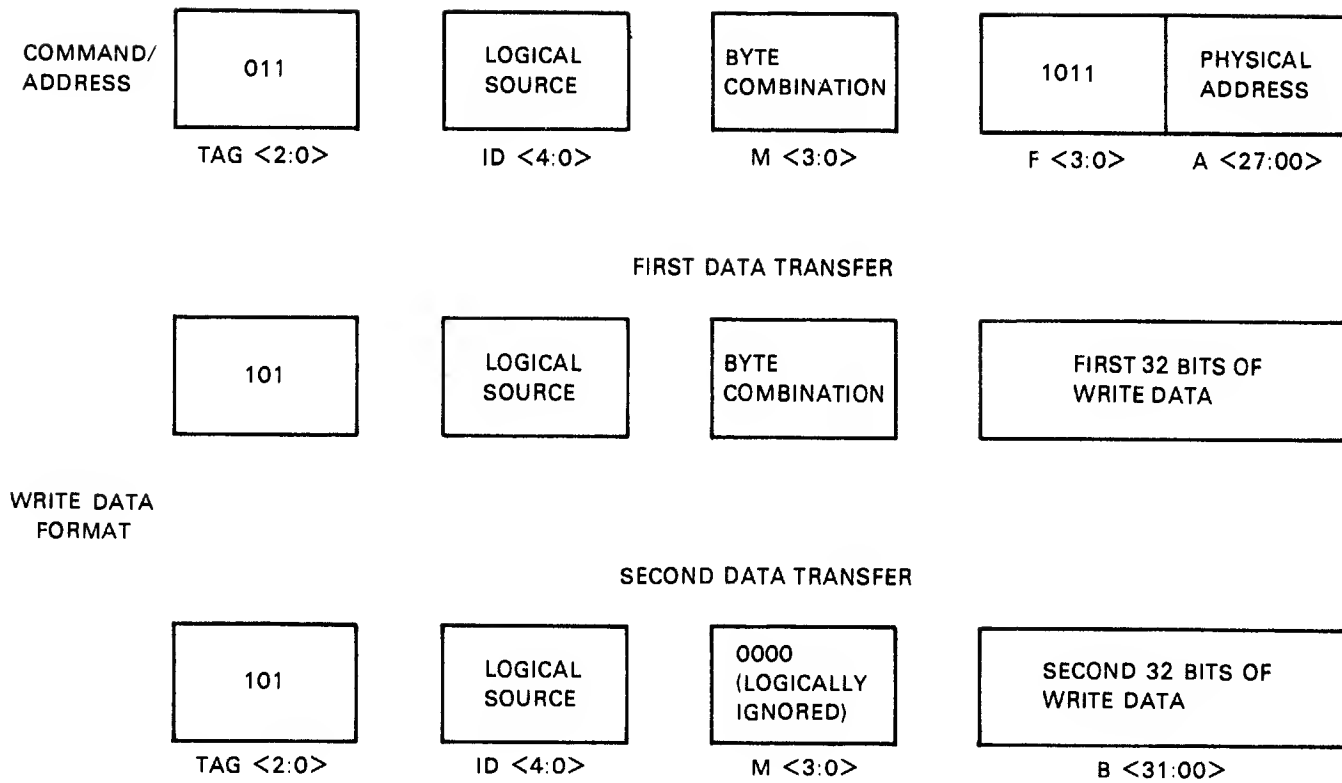 COMMAND/
ADDRESS
011
LOGICAL
SOURCE
BYTE
COMBINATION
1011
PHYSICAL
ADDRESS
TAG <2:0>
ID <4:0>
M <3:0>
F <3:0>
A <27:00>
FIRST DATA TRANSFER
101
LOGICAL
SOURCE
BYTE
COMBINATION
FIRST 32 BITS OF
WRITE DATA
WRITE DATA
FORMAT
SECOND DATA TRANSFER
101
LOGICAL
SOURCE
0000
(LOGICALLY
IGNORED)
SECOND 32 BITS OF
WRITE DATA
TAG <2:0>
ID <4:0>
M <3:0>
B <31:00>